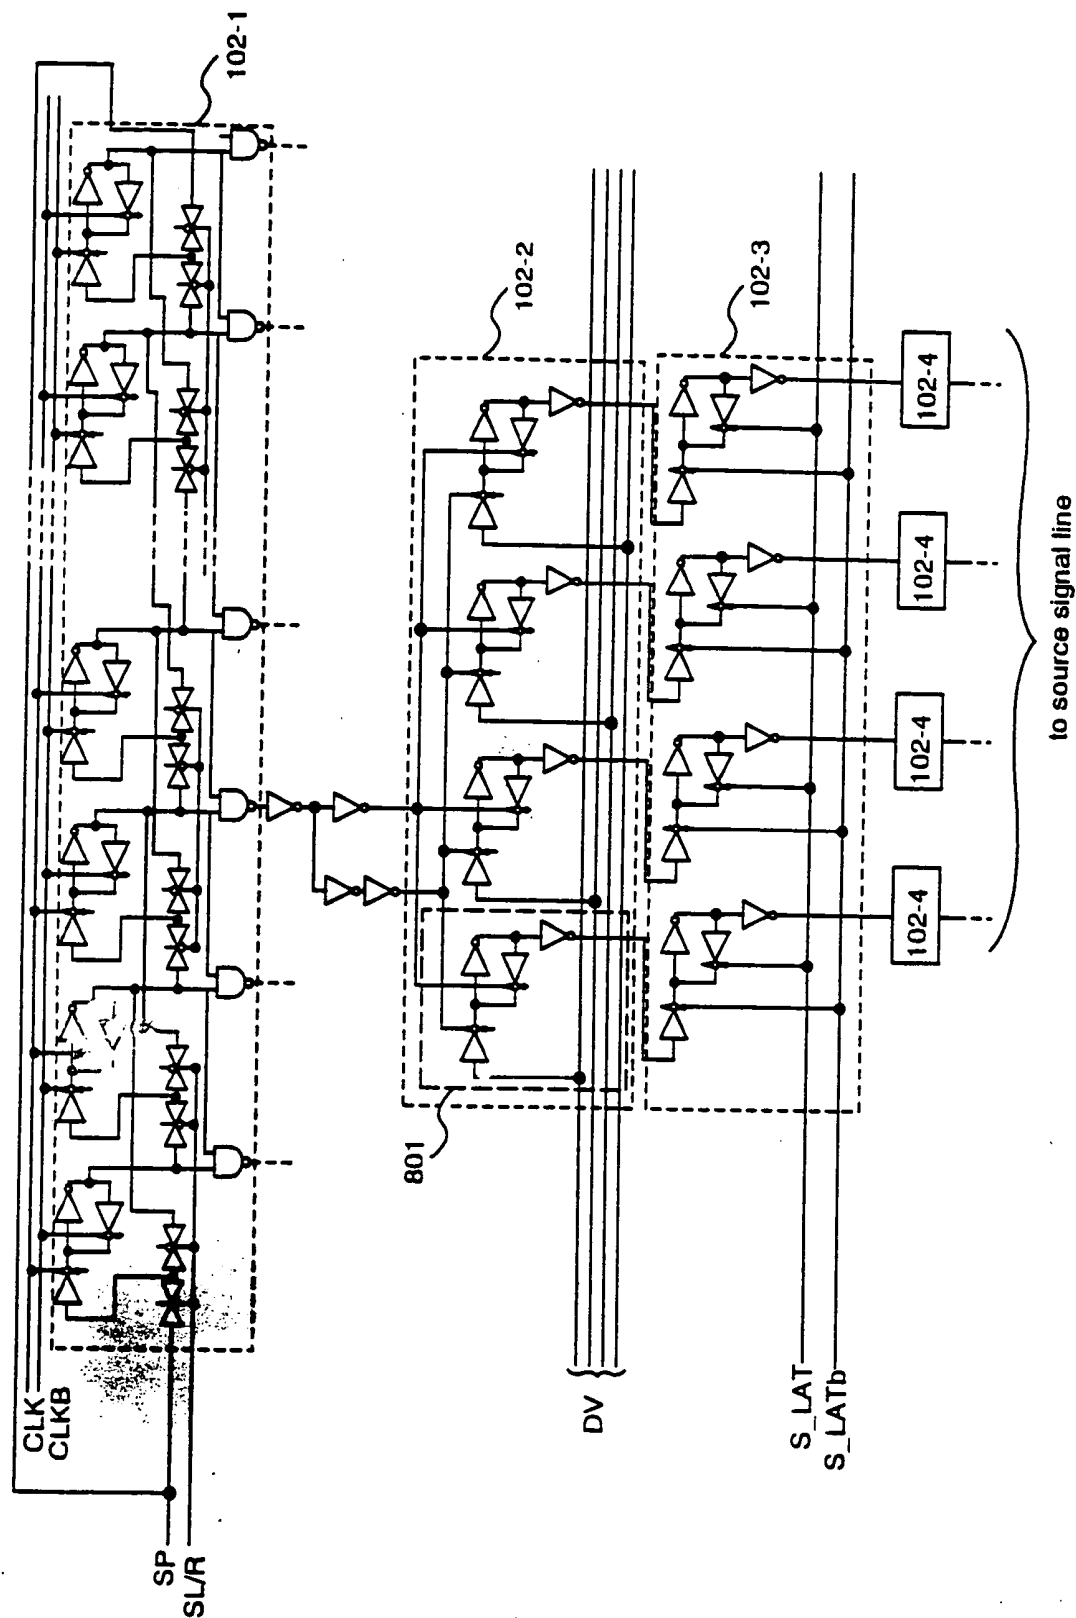 CLK
CLKB
SP
SL/R
102-1
102-2
801
DV
102-3
S_LAT
S_LATb
102-4
102-4
102-4
102-4
to source signal line